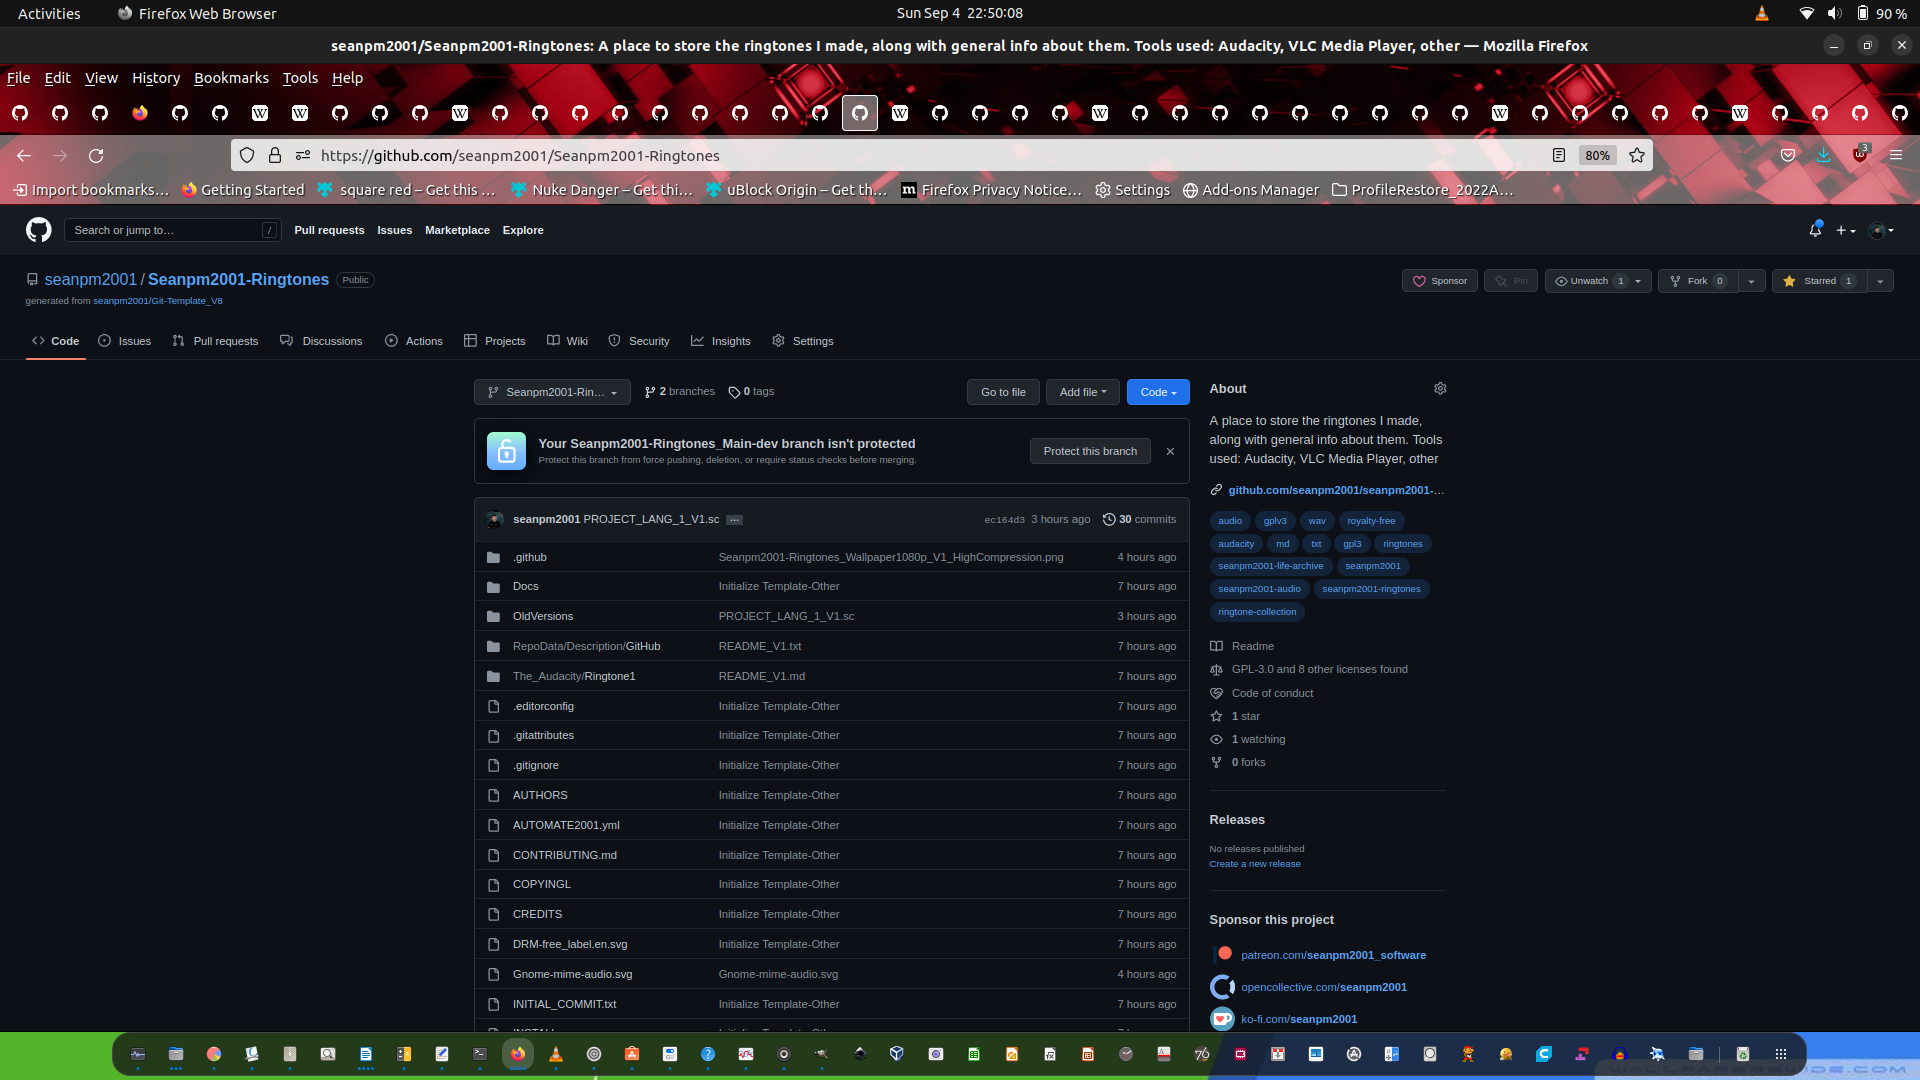 Activities
Firefox Web Browser
Sun Sep 4 22:50:08
90 %
seanpm2001/Seanpm2001-Ringtones: A place to store the ringtones I made, along with general info about them. Tools used: Audacity, VLC Media Player, other — Mozilla Firefox
File Edit View History Bookmarks Tools Help
https://github.com/seanpm2001/Seanpm2001-Ringtones
80%
3
Import bookmarks… Getting Started square red – Get this … Nuke Danger – Get thi… uBlock Origin – Get th… Firefox Privacy Notice… Settings Add-ons Manager ProfileRestore_2022A…
Search or jump to… /
Pull requests Issues Marketplace Explore
seanpm2001 / Seanpm2001-Ringtones Public
generated from seanpm2001/Git-Template_V8
Sponsor Pin Unwatch 1 Fork 0 Starred 1
Code Issues Pull requests Discussions Actions Projects Wiki Security Insights Settings
Seanpm2001-Rin… 2 branches 0 tags Go to file Add file Code
Your Seanpm2001-Ringtones_Main-dev branch isn't protected
Protect this branch from force pushing, deletion, or require status checks before merging.
Protect this branch
seanpm2001 PROJECT_LANG_1_V1.sc … ec164d3 3 hours ago 30 commits
.github Seanpm2001-Ringtones_Wallpaper1080p_V1_HighCompression.png 4 hours ago
Docs Initialize Template-Other 7 hours ago
OldVersions PROJECT_LANG_1_V1.sc 3 hours ago
RepoData/Description/GitHub README_V1.txt 7 hours ago
The_Audacity/Ringtone1 README_V1.md 7 hours ago
.editorconfig Initialize Template-Other 7 hours ago
.gitattributes Initialize Template-Other 7 hours ago
.gitignore Initialize Template-Other 7 hours ago
AUTHORS Initialize Template-Other 7 hours ago
AUTOMATE2001.yml Initialize Template-Other 7 hours ago
CONTRIBUTING.md Initialize Template-Other 7 hours ago
COPYINGL Initialize Template-Other 7 hours ago
CREDITS Initialize Template-Other 7 hours ago
DRM-free_label.en.svg Initialize Template-Other 7 hours ago
Gnome-mime-audio.svg Gnome-mime-audio.svg 4 hours ago
INITIAL_COMMIT.txt Initialize Template-Other 7 hours ago
About
A place to store the ringtones I made,
along with general info about them. Tools
used: Audacity, VLC Media Player, other
github.com/seanpm2001/seanpm2001-…
audio gplv3 wav royalty-free
audacity md txt gpl3 ringtones
seanpm2001-life-archive seanpm2001
seanpm2001-audio seanpm2001-ringtones
ringtone-collection
Readme
GPL-3.0 and 8 other licenses found
Code of conduct
1 star
1 watching
0 forks
Releases
No releases published
Create a new release
Sponsor this project
patreon.com/seanpm2001_software
opencollective.com/seanpm2001
ko-fi.com/seanpm2001